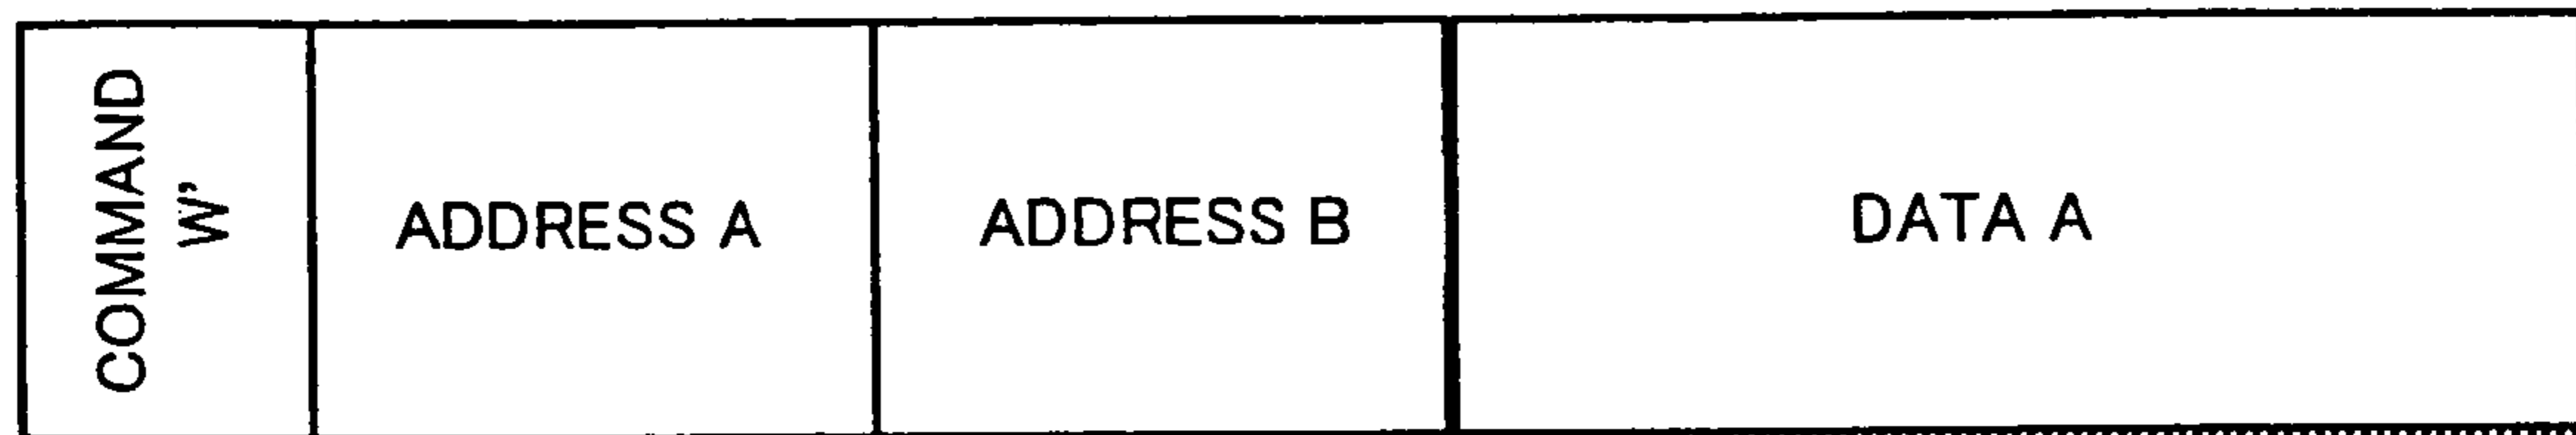 COMMAND
W'
ADDRESS A
ADDRESS B
DATA A